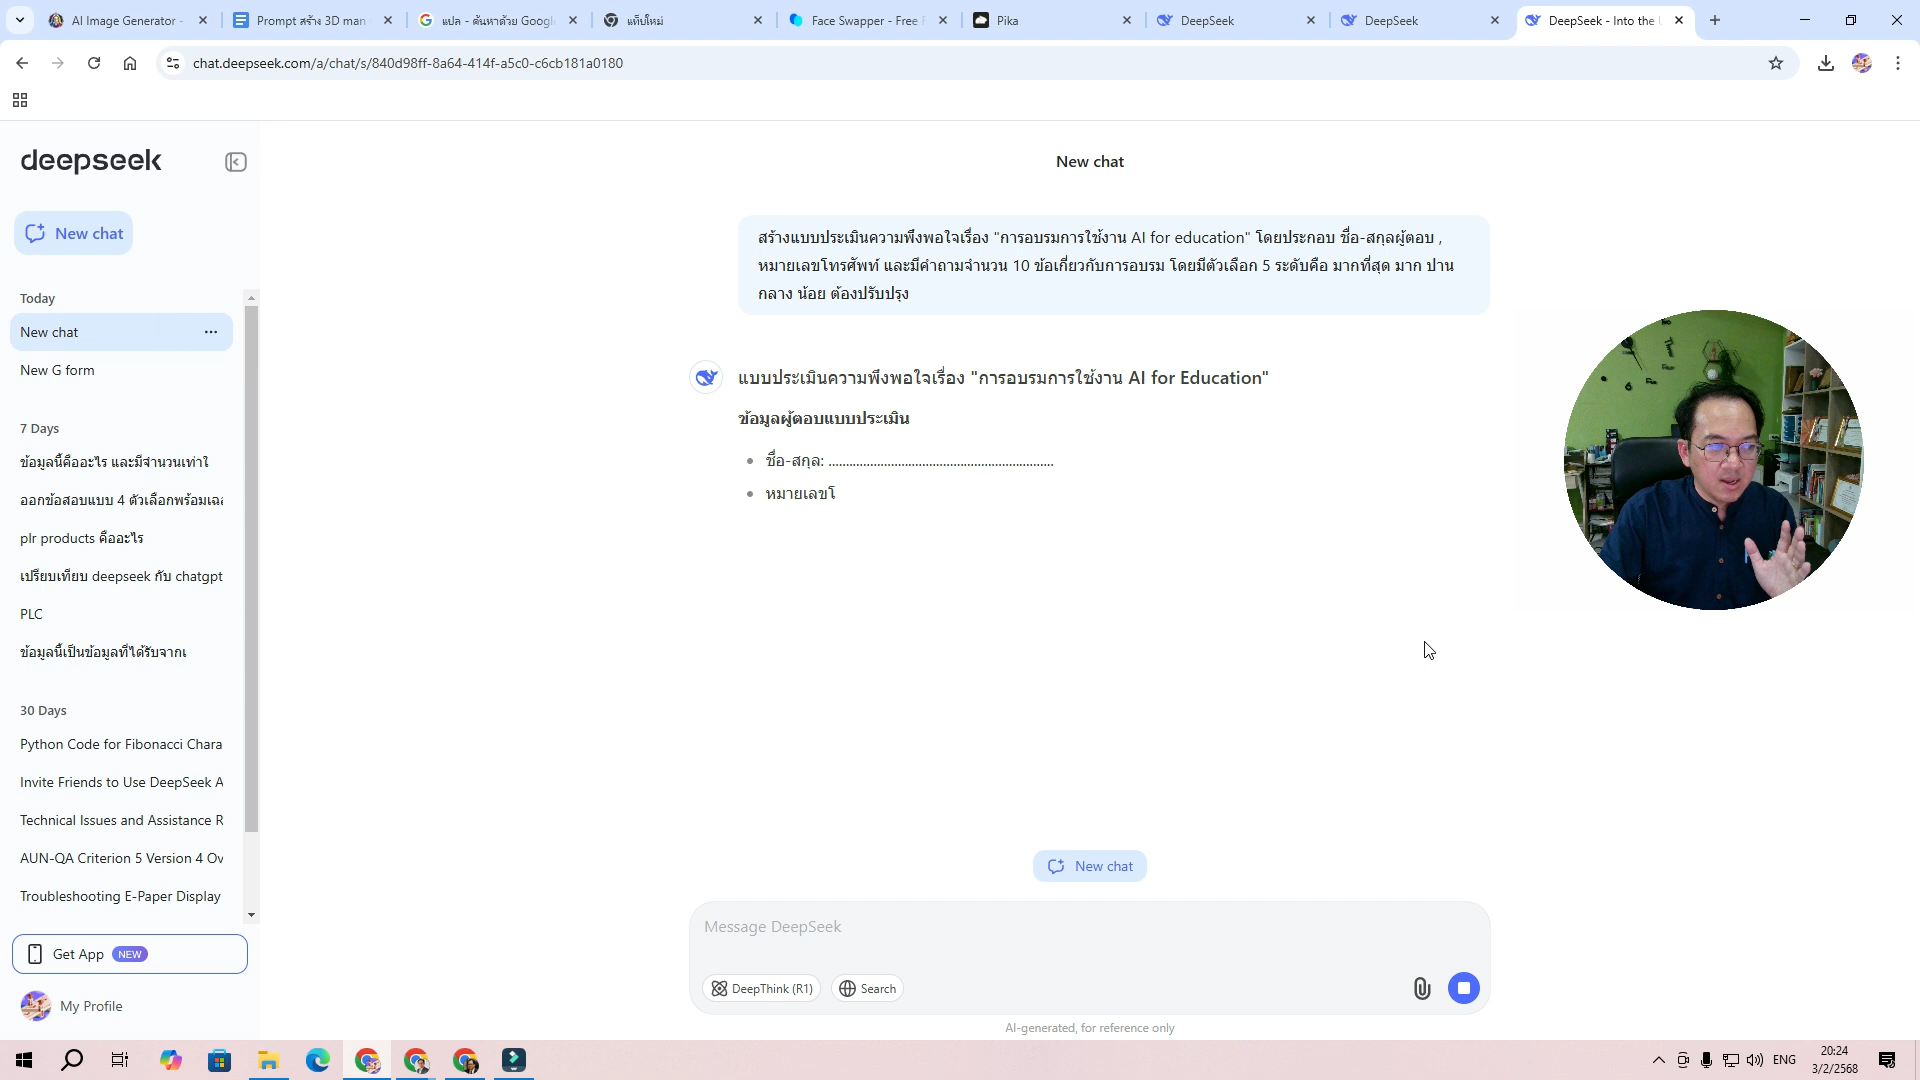 AI Image Generator -
Prompt สร้าง 3D man
แปล - ค้นหาด้วย Googl
แท็บใหม่
Face Swapper - Free F
Pika
DeepSeek
DeepSeek
DeepSeek - Into the U
chat.deepseek.com/a/chat/s/840d98ff-8a64-414f-a5c0-c6cb181a0180
deepseek
New chat
Today
New chat
New G form
7 Days
ข้อมูลนี้คืออะไร และมีจำนวนเท่าใ
ออกข้อสอบแบบ 4 ตัวเลือกพร้อมเฉล
plr products คืออะไร
เปรียบเทียบ deepseek กับ chatgpt
PLC
ข้อมูลนี้เป็นข้อมูลที่ได้รับจากเ
30 Days
Python Code for Fibonacci Chara
Invite Friends to Use DeepSeek A
Technical Issues and Assistance R
AUN-QA Criterion 5 Version 4 Ov
Troubleshooting E-Paper Display
Get App NEW
My Profile
New chat
สร้างแบบประเมินความพึงพอใจเรื่อง "การอบรมการใช้งาน AI for education" โดยประกอบ ชื่อ-สกุลผู้ตอบ ,
หมายเลขโทรศัพท์ และมีคำถามจำนวน 10 ข้อเกี่ยวกับการอบรม โดยมีตัวเลือก 5 ระดับคือ มากที่สุด มาก ปาน
กลาง น้อย ต้องปรับปรุง
แบบประเมินความพึงพอใจเรื่อง "การอบรมการใช้งาน AI for Education"
ข้อมูลผู้ตอบแบบประเมิน
ชื่อ-สกุล: .................................................................
หมายเลขโ
New chat
Message DeepSeek
DeepThink (R1)
Search
AI-generated, for reference only
ENG
20:24
3/2/2568